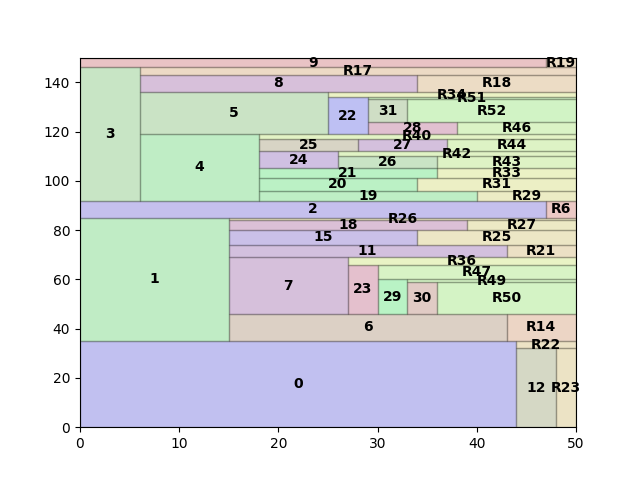 9 R19
R17
140 8 R18
R34
R51
5 22 31 R52
3
120 28 R46
R40
25 27 R44
R42
24 26 R43
4 21 R33
100 20 R31
19 R29
2 R6
R26
18 R27
80 15 R25
11 R21
R36
R47
60 1 7 23 R49
29 30 R50
40 6 R14
R22
20 0 12 R23
0
0 10 20 30 40 50